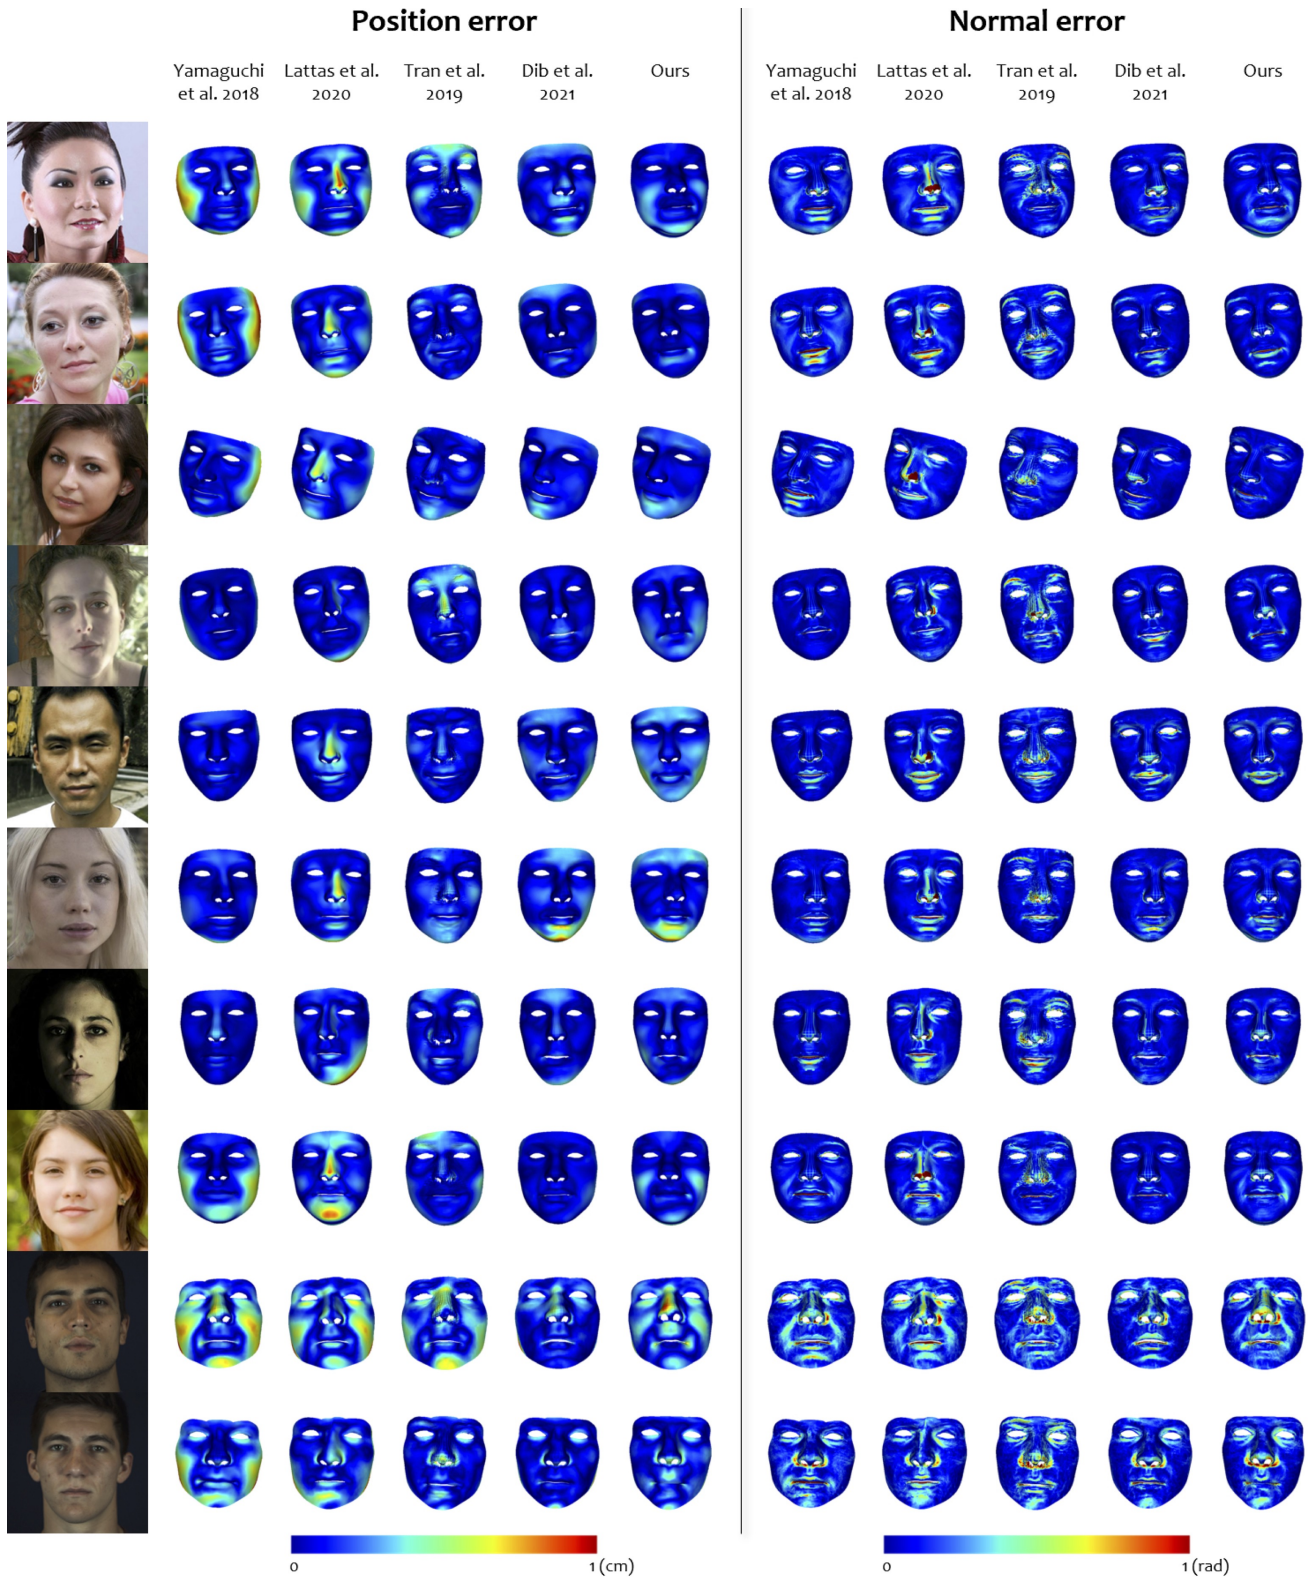 Position error
Normal error
Yamaguchi et al. 2018
Lattas et al. 2020
Tran et al. 2019
Dib et al. 2021
Ours
Yamaguchi et al. 2018
Lattas et al. 2020
Tran et al. 2019
Dib et al. 2021
Ours
0
1 (cm)
0
1 (rad)